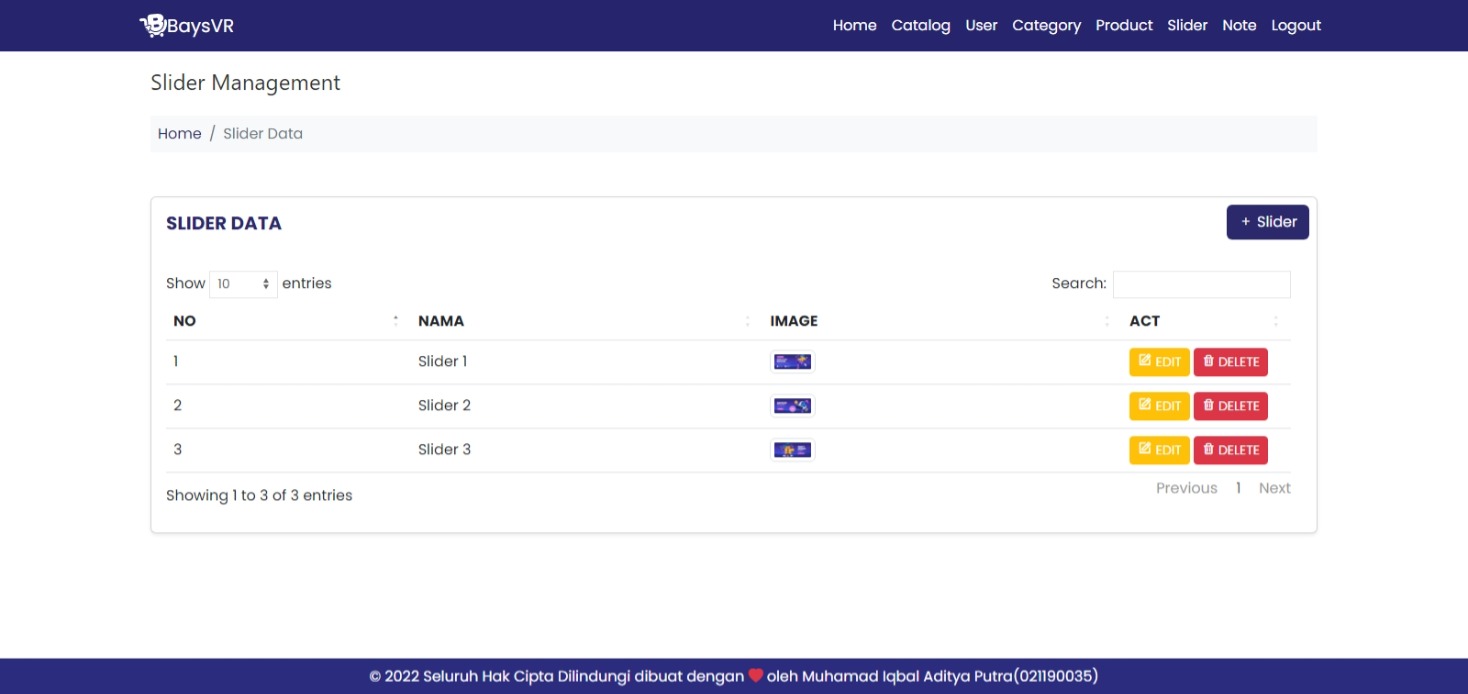 BaysVR Home Catalog User Category Product Slider Note Logout
Slider Management
Home / Slider Data
SLIDER DATA + Slider
Show 10 entries Search:
NO NAMA IMAGE ACT
1 Slider 1 EDIT DELETE
2 Slider 2 EDIT DELETE
3 Slider 3 EDIT DELETE
Showing 1 to 3 of 3 entries Previous 1 Next
© 2022 Seluruh Hak Cipta Dilindungi dibuat dengan ❤ oleh Muhamad Iqbal Aditya Putra(021190035)